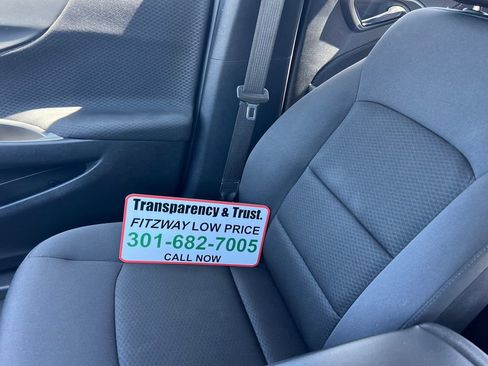 Transparency & Trust.
FITZWAY LOW PRICE
301-682-7005
CALL NOW